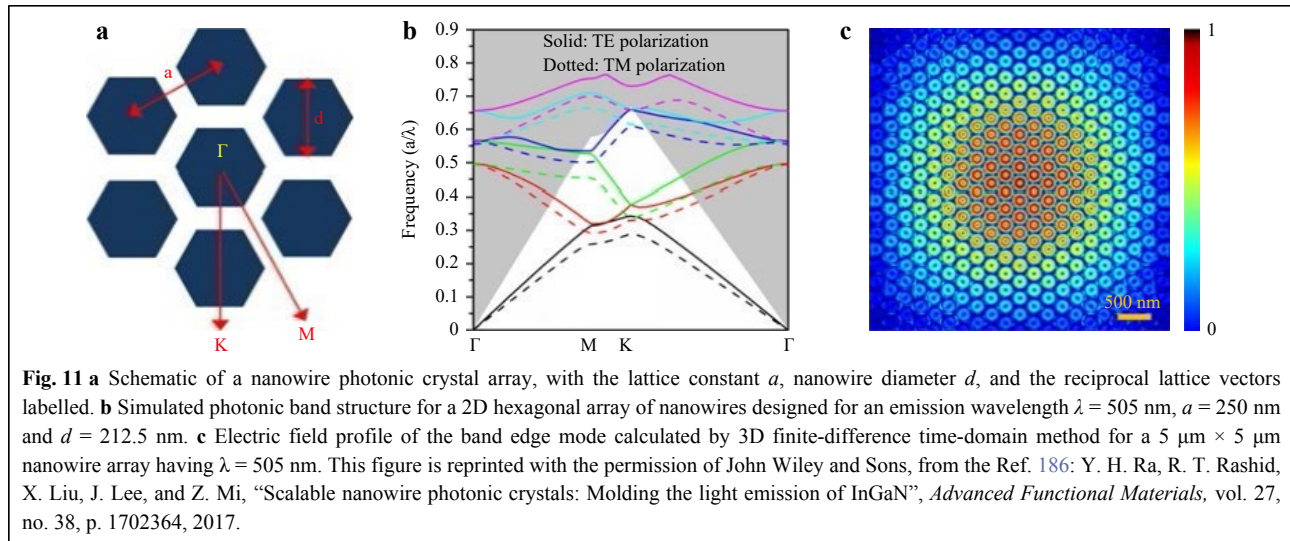 a
a
d
Γ
K
M
b
Solid: TE polarization
Dotted: TM polarization
Frequency (a/λ)
0.9
0.8
0.7
0.6
0.5
0.4
0.3
0.2
0.1
0
Γ
M
K
Γ
c
500 nm
1
0
Fig. 11 a Schematic of a nanowire photonic crystal array, with the lattice constant a, nanowire diameter d, and the reciprocal lattice vectors
labelled. b Simulated photonic band structure for a 2D hexagonal array of nanowires designed for an emission wavelength λ = 505 nm, a = 250 nm
and d = 212.5 nm. c Electric field profile of the band edge mode calculated by 3D finite-difference time-domain method for a 5 μm × 5 μm
nanowire array having λ = 505 nm. This figure is reprinted with the permission of John Wiley and Sons, from the Ref. 186: Y. H. Ra, R. T. Rashid,
X. Liu, J. Lee, and Z. Mi, “Scalable nanowire photonic crystals: Molding the light emission of InGaN”, Advanced Functional Materials, vol. 27,
no. 38, p. 1702364, 2017.